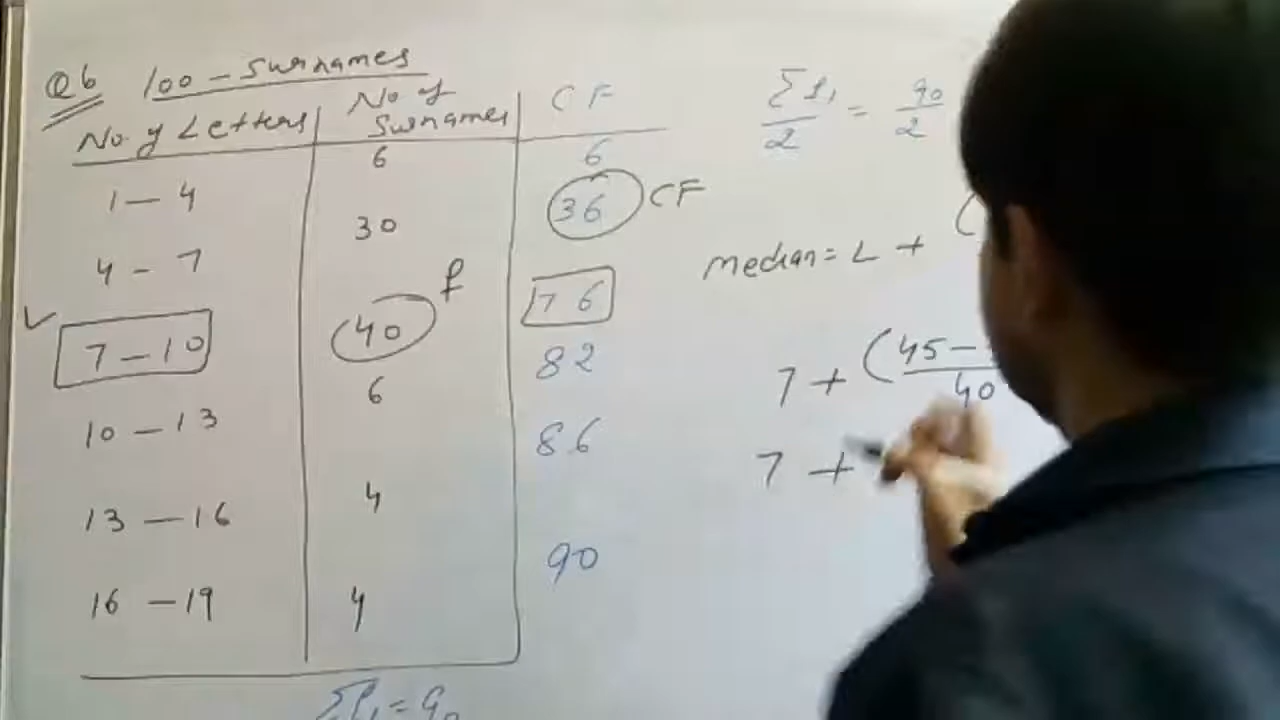 Q6 100 - Surnames
No. of Letters No. of Surnames CF
1 - 4 6 6
4 - 7 30 36 CF
7 - 10 40 f 76
10 - 13 6 82
13 - 16 4 86
16 - 19 4 90
Σf₁ = 90
Σf₁/2 = 90/2
median = L + (
7 + (45 - / 40
7 +